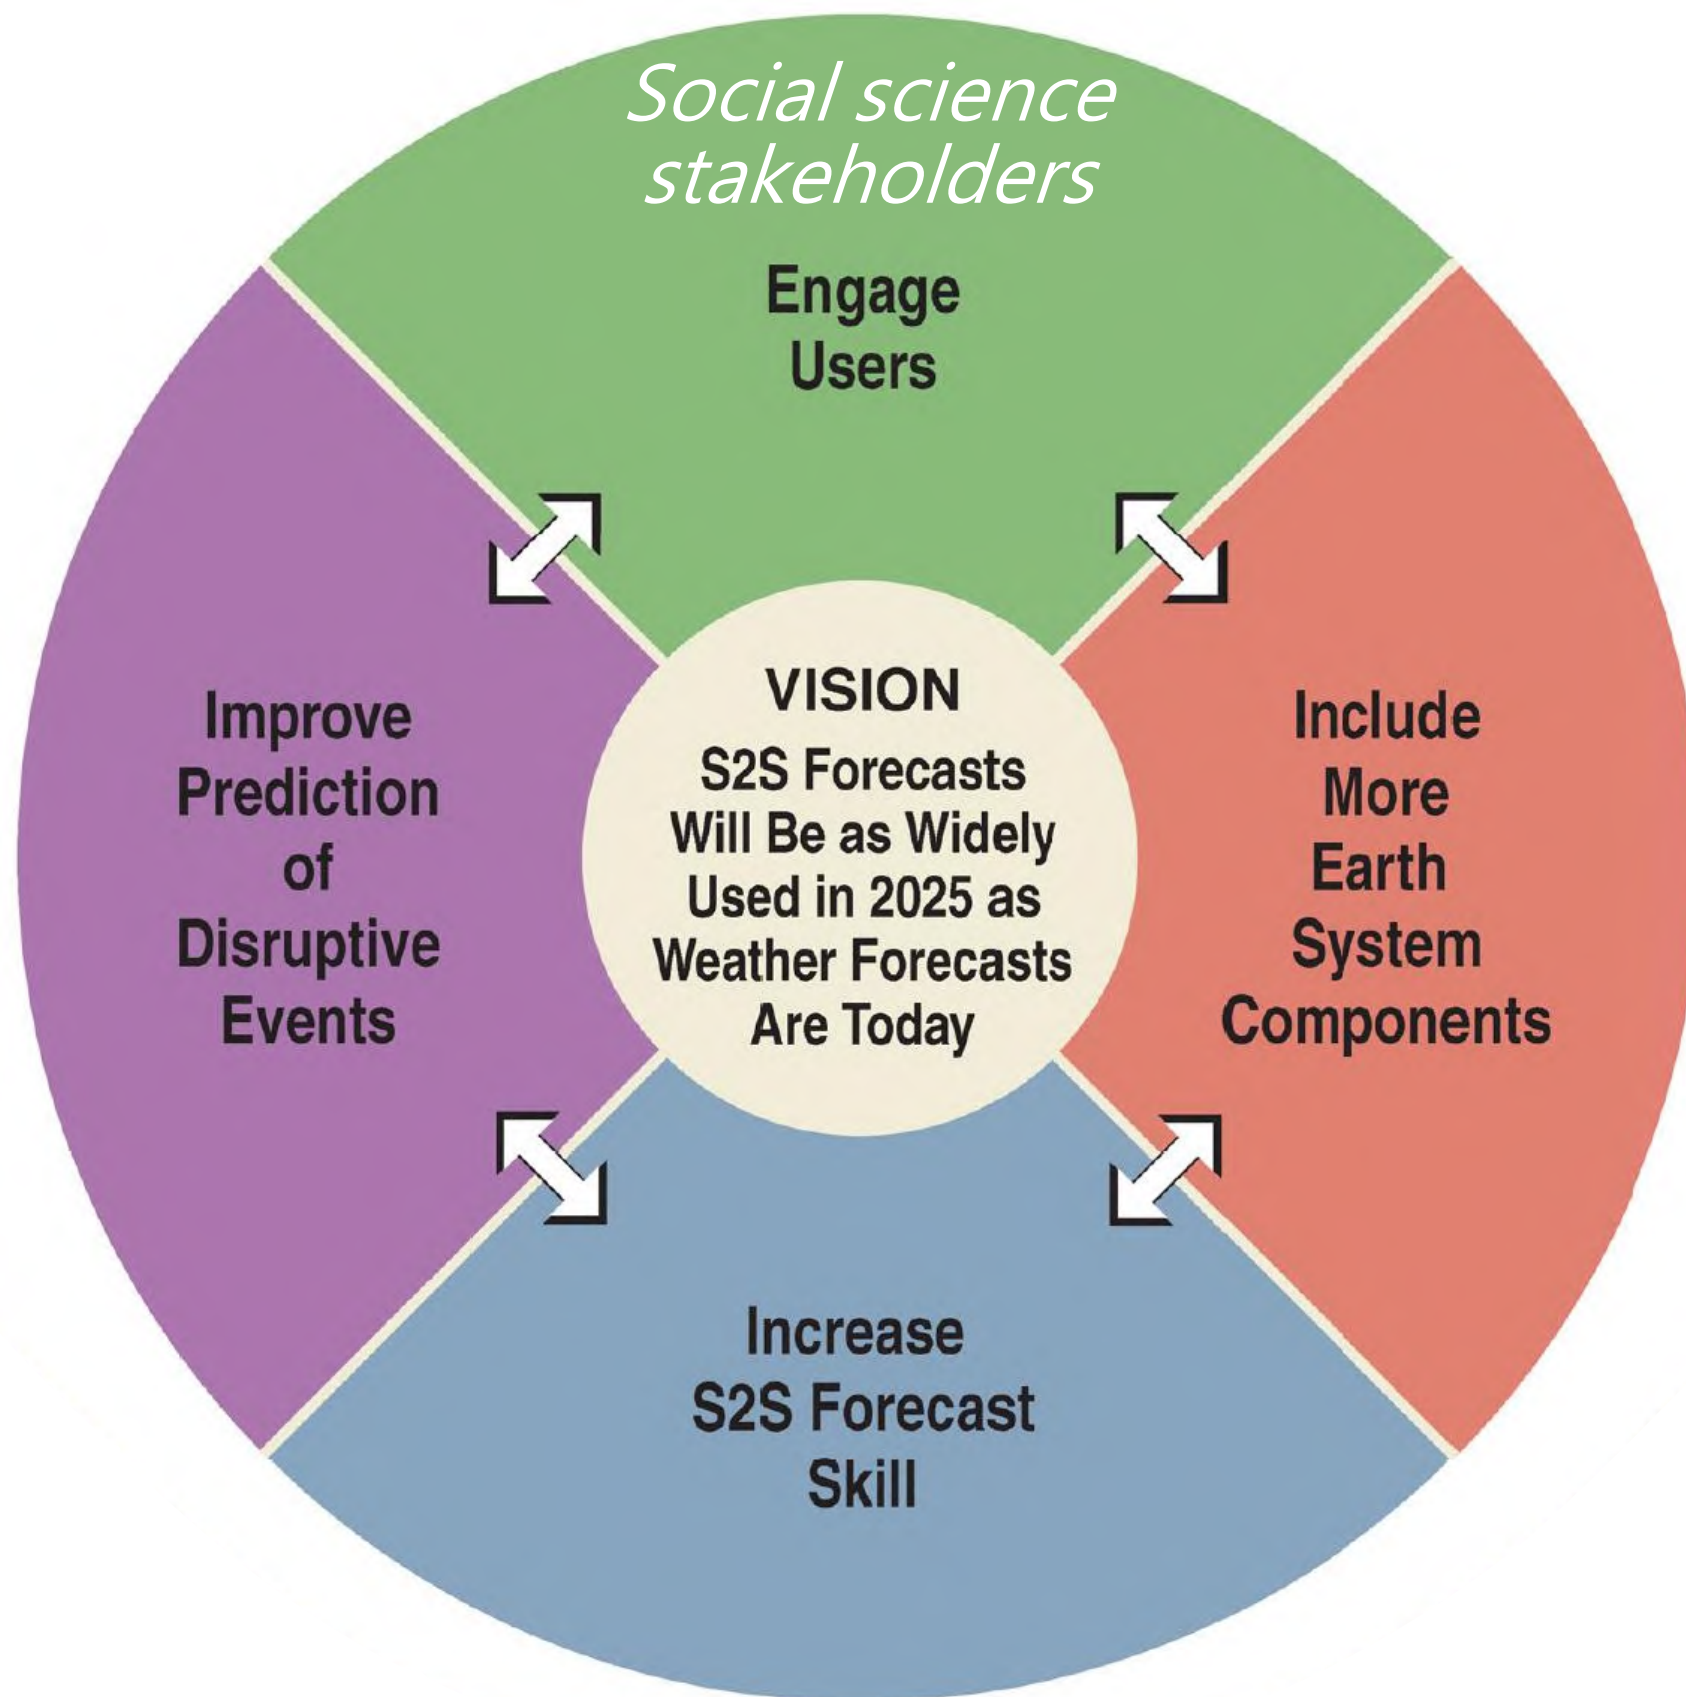 Social science
stakeholders
Engage
Users
Improve
Prediction
of
Disruptive
Events
VISION
S2S Forecasts
Will Be as Widely
Used in 2025 as
Weather Forecasts
Are Today
Include
More
Earth
System
Components
Increase
S2S Forecast
Skill